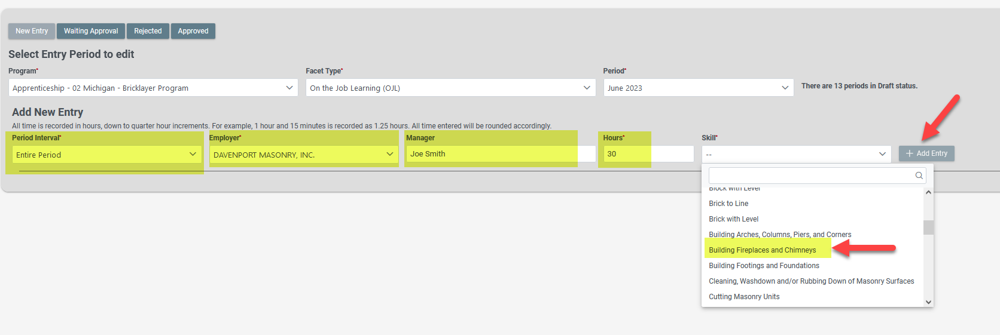 New Entry Waiting Approval Rejected Approved
Select Entry Period to edit
Program* Facet Type* Period*
Apprenticeship - 02 Michigan - Bricklayer Program On the Job Learning (OJL) June 2023 There are 13 periods in Draft status.
Add New Entry
All time is recorded in hours, down to quarter hour increments. For example, 1 hour and 15 minutes is recorded as 1.25 hours. All time entered will be rounded accordingly.
Period Interval* Employer* Manager Hours* Skill*
Entire Period DAVENPORT MASONRY, INC. Joe Smith 30 -- + Add Entry
Block with Level
Brick to Line
Brick with Level
Building Arches, Columns, Piers, and Corners
Building Fireplaces and Chimneys
Building Footings and Foundations
Cleaning, Washdown and/or Rubbing Down of Masonry Surfaces
Cutting Masonry Units